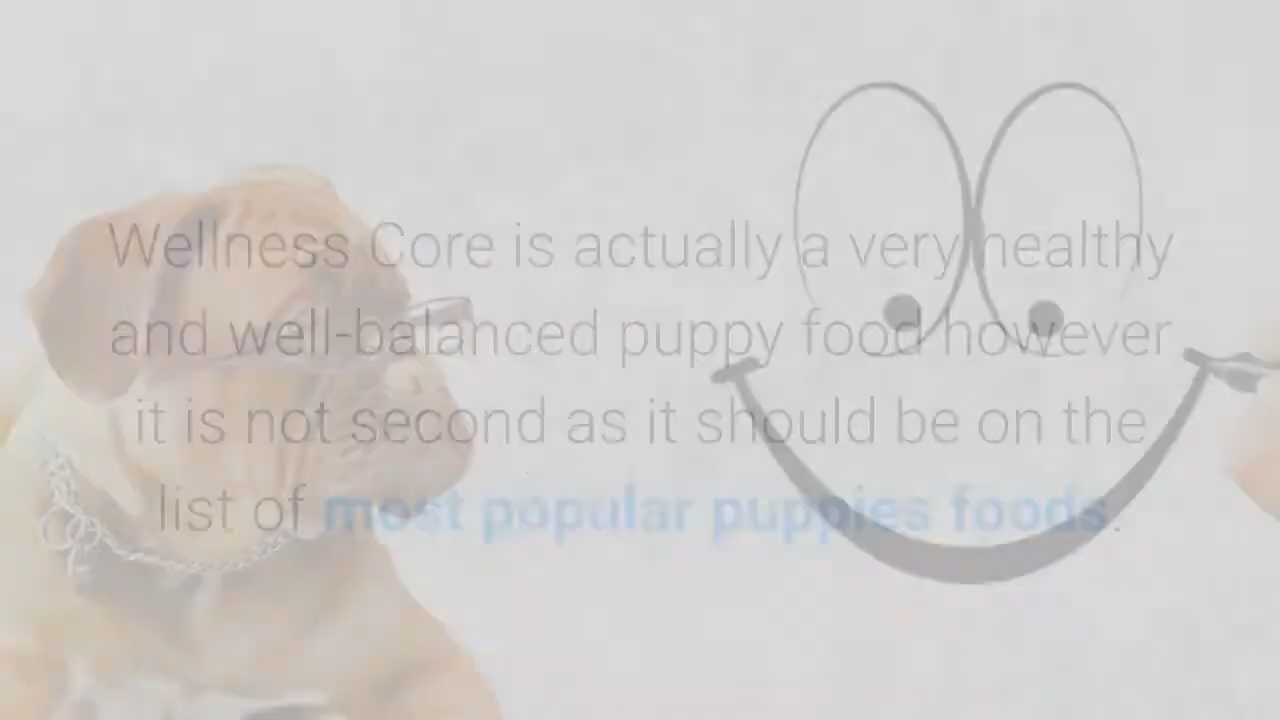 Wellness Core is actually a very healthy
and well-balanced puppy food however
it is not second as it should be on the
list of most popular puppies foods.